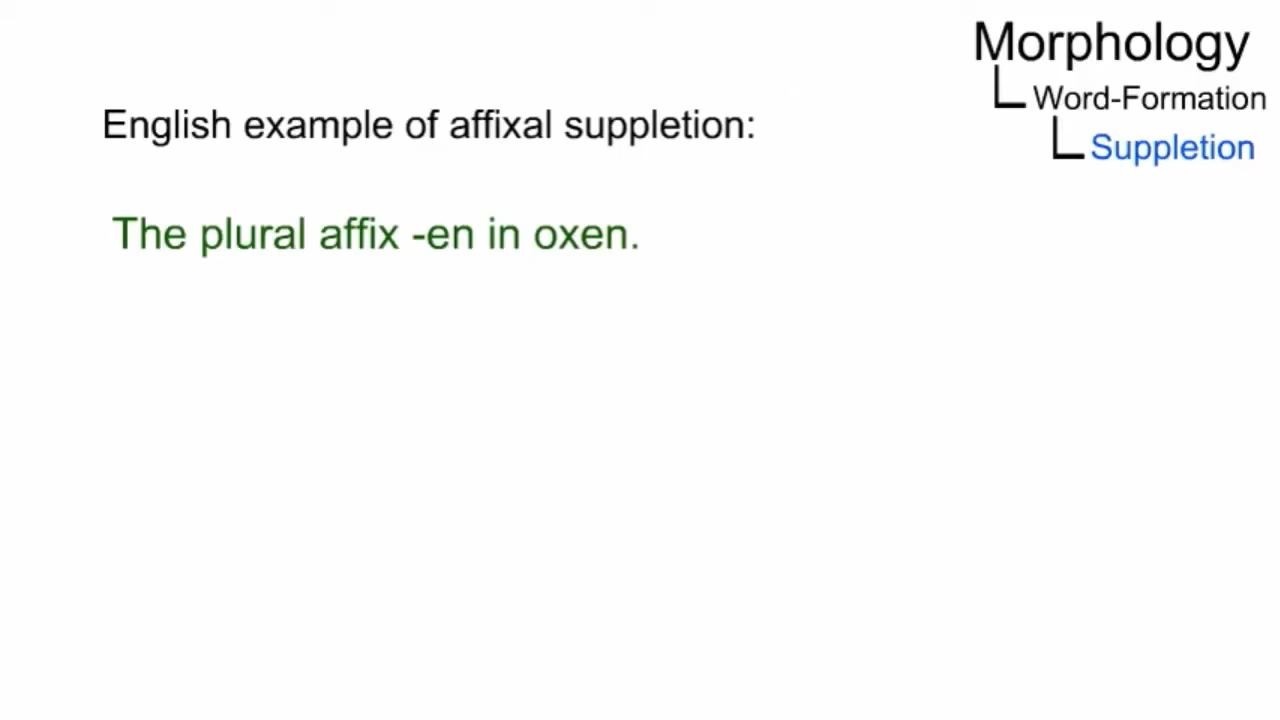 Morphology
Word-Formation
Suppletion
English example of affixal suppletion:
The plural affix -en in oxen.